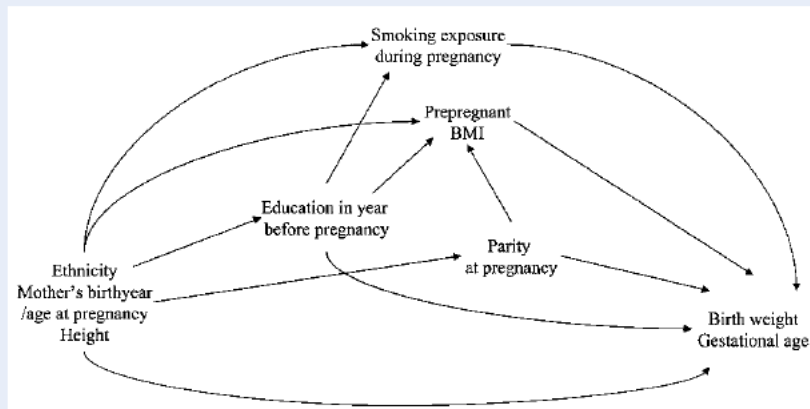 Smoking exposure
during pregnancy
Prepregnant
BMI
Education in year
before pregnancy
Parity
at pregnancy
Ethnicity
Mother's birthyear
/age at pregnancy
Height
Birth weight
Gestational age